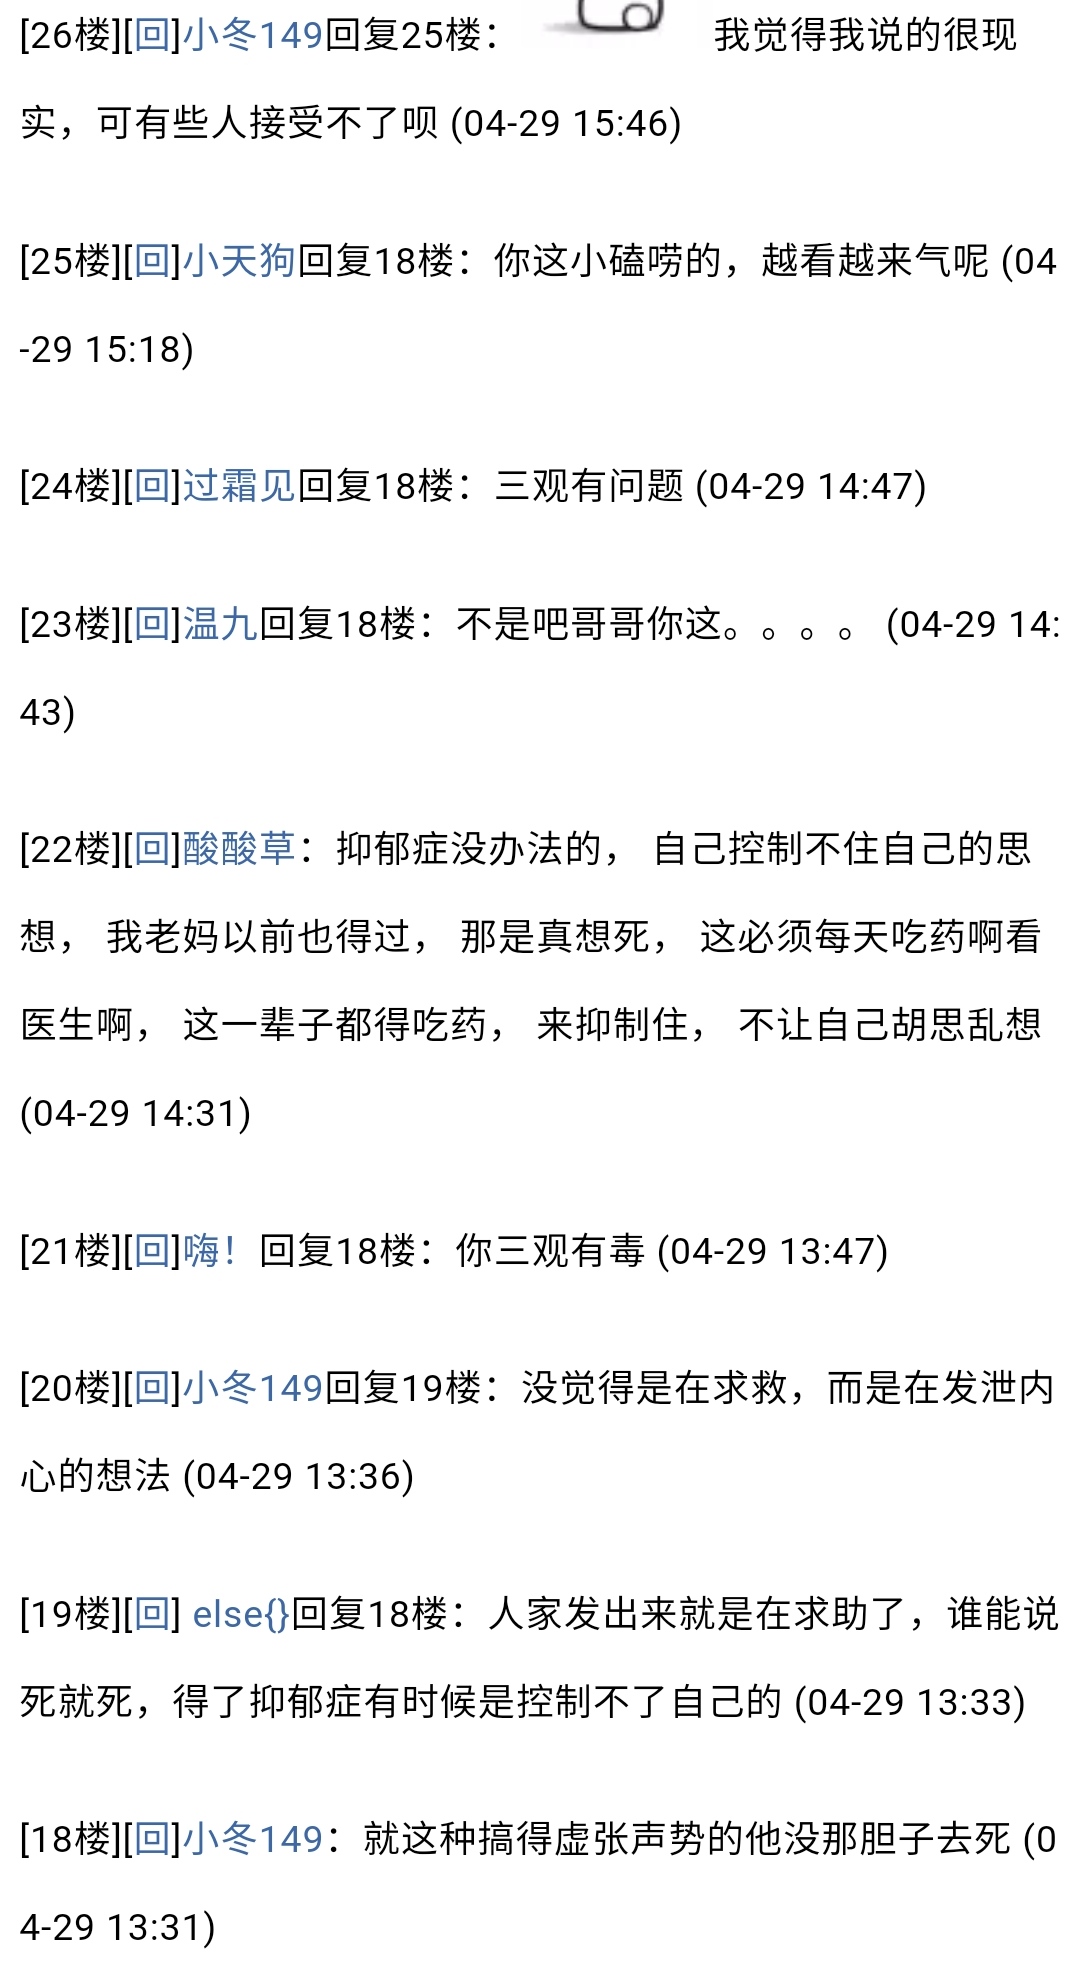 [26楼][回]小冬149回复25楼： 我觉得我说的很现
实，可有些人接受不了呗 (04-29 15:46)
[25楼][回]小天狗回复18楼：你这小磕唠的，越看越来气呢 (04
-29 15:18)
[24楼][回]过霜见回复18楼：三观有问题 (04-29 14:47)
[23楼][回]温九回复18楼：不是吧哥哥你这。。。。 (04-29 14:
43)
[22楼][回]酸酸草：抑郁症没办法的， 自己控制不住自己的思
想， 我老妈以前也得过， 那是真想死， 这必须每天吃药啊看
医生啊， 这一辈子都得吃药， 来抑制住， 不让自己胡思乱想
(04-29 14:31)
[21楼][回]嗨！回复18楼：你三观有毒 (04-29 13:47)
[20楼][回]小冬149回复19楼：没觉得是在求救，而是在发泄内
心的想法 (04-29 13:36)
[19楼][回] else{}回复18楼：人家发出来就是在求助了，谁能说
死就死，得了抑郁症有时候是控制不了自己的 (04-29 13:33)
[18楼][回]小冬149：就这种搞得虚张声势的他没那胆子去死 (0
4-29 13:31)